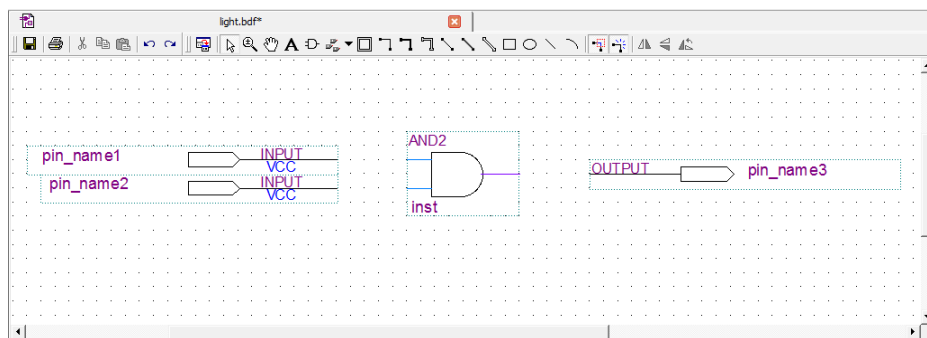 light.bdf*
AND2
pin_name1 INPUT
VCC
OUTPUT pin_name3
pin_name2 INPUT
VCC
inst